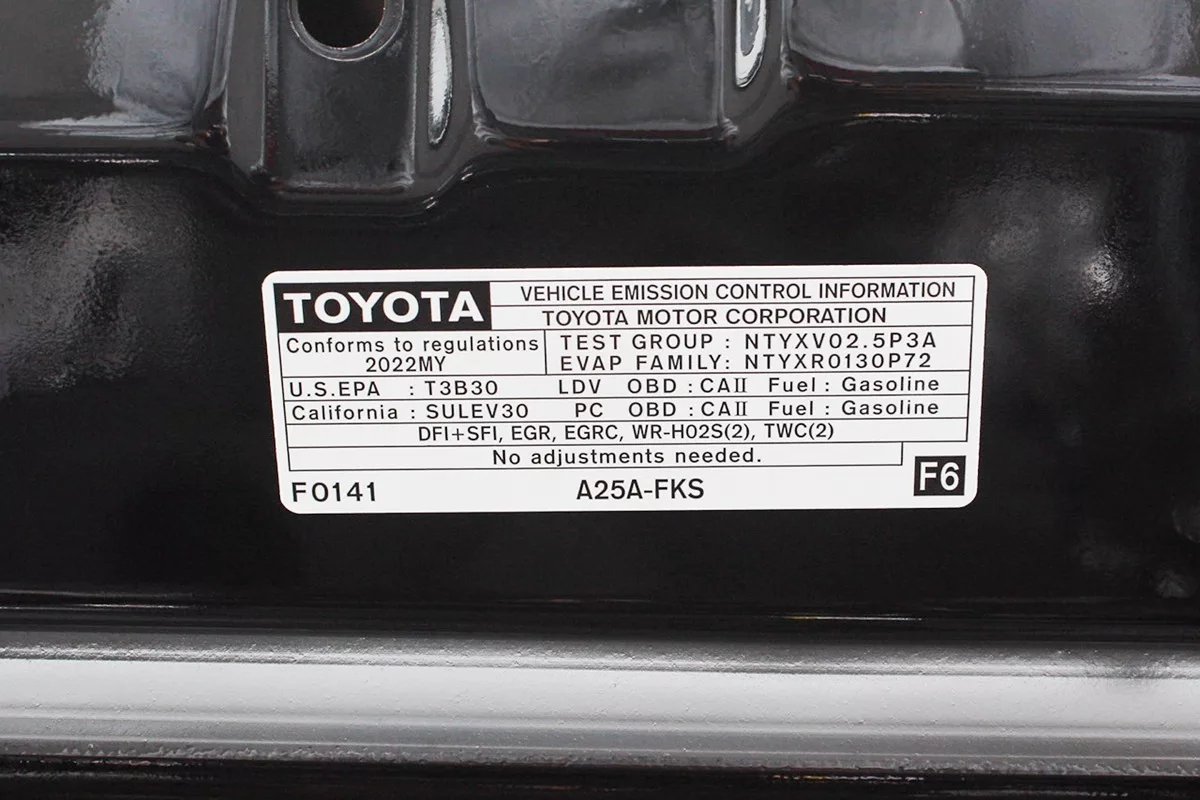 TOYOTA VEHICLE EMISSION CONTROL INFORMATION
TOYOTA MOTOR CORPORATION
Conforms to regulations
2022MY
TEST GROUP : NTYXV02.5P3A
EVAP FAMILY: NTYXR0130P72
U.S.EPA : T3B30 LDV OBD : CAII Fuel : Gasoline
California : SULEV30 PC OBD : CAII Fuel : Gasoline
DFI+SFI, EGR, EGRC, WR-HO2S(2), TWC(2)
No adjustments needed.
F0141 A25A-FKS F6